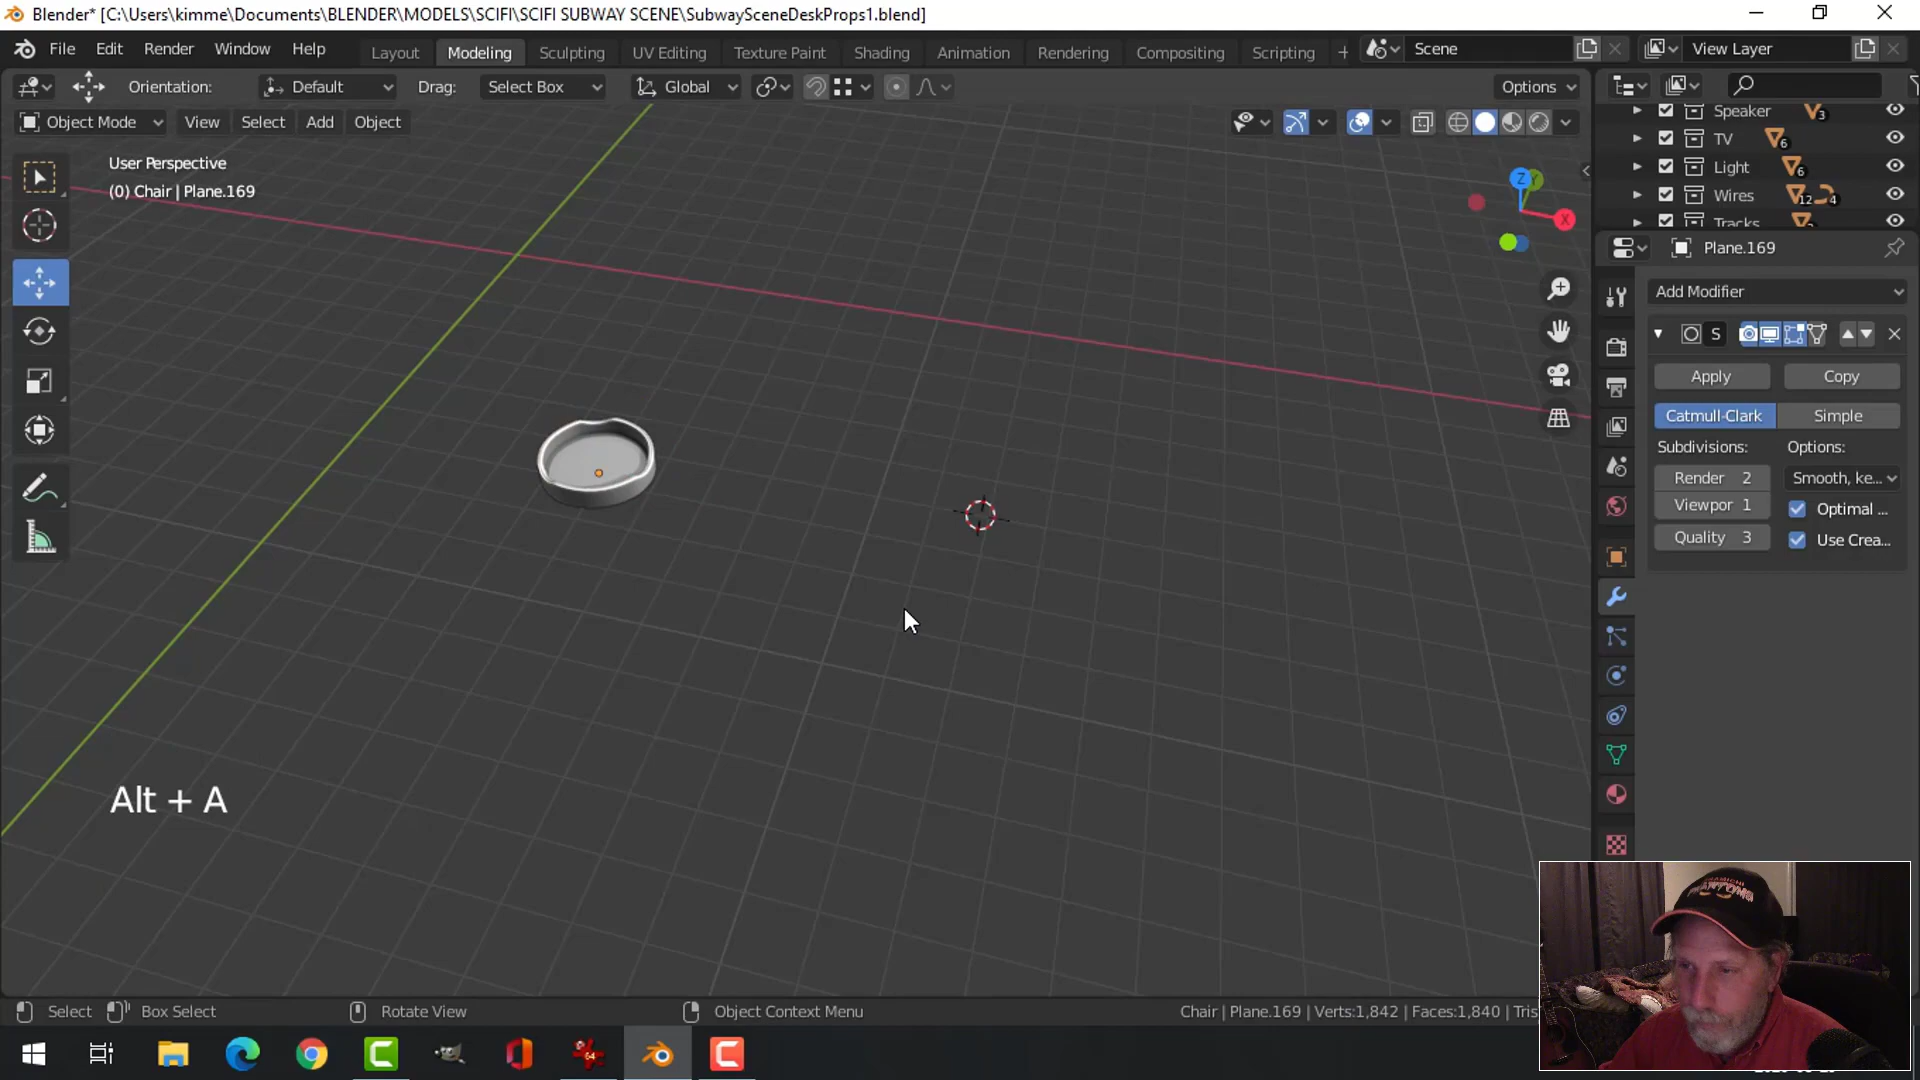 Blender* [C:\Users\kimme\Documents\BLENDER\MODELS\SCIFI\SCIFI SUBWAY SCENE\SubwaySceneDeskProps1.blend]
File Edit Render Window Help Layout Modeling Sculpting UV Editing Texture Paint Shading Animation Rendering Compositing Scripting + Scene View Layer
Orientation: Default Drag: Select Box Global Options
Object Mode View Select Add Object
Speaker 3
TV 6
Light 6
Wires 12 4
Tracks
User Perspective
(0) Chair | Plane.169
Z
Y
X
Plane.169
Add Modifier
S
Apply Copy
Catmull-Clark Simple
Subdivisions: Options:
Render 2 Smooth, ke...
Viewpor 1 Optimal ...
Quality 3 Use Crea...
Alt + A
Select Box Select Rotate View Object Context Menu Chair | Plane.169 | Verts:1,842 | Faces:1,840 | Tris